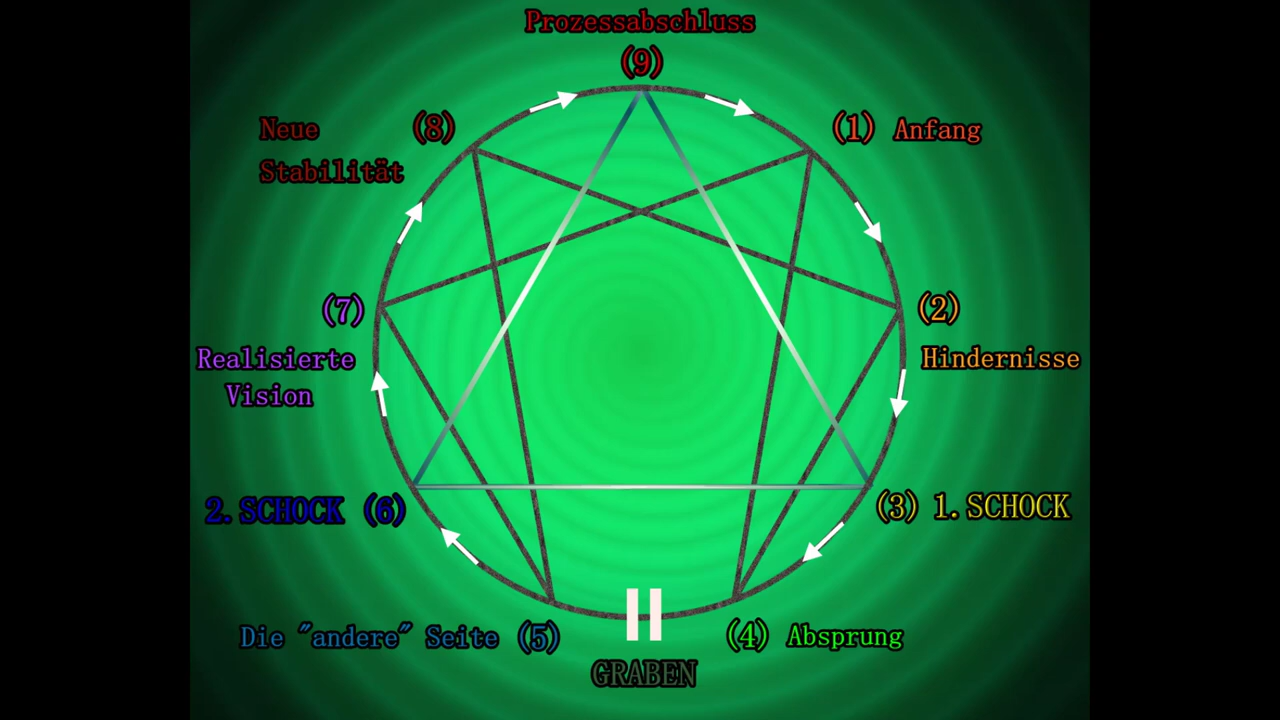 Prozessabschluss
(9)
(1) Anfang
(2)
Hindernisse
(3) 1.SCHOCK
(4) Absprung
GRABEN
Die "andere" Seite (5)
2.SCHOCK (6)
(7)
Realisierte
Vision
Neue (8)
Stabilität